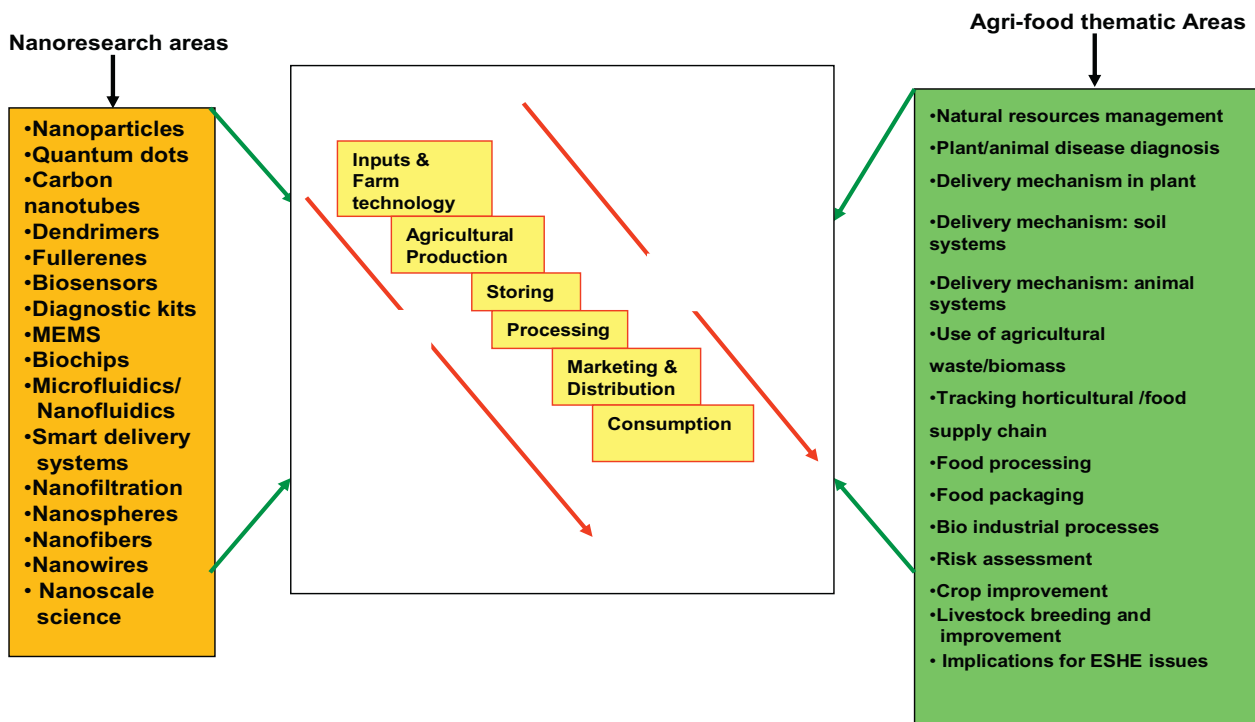 Nanoresearch areas
•Nanoparticles
•Quantum dots
•Carbon
nanotubes
•Dendrimers
•Fullerenes
•Biosensors
•Diagnostic kits
•MEMS
•Biochips
•Microfluidics/
Nanofluidics
•Smart delivery
systems
•Nanofiltration
•Nanospheres
•Nanofibers
•Nanowires
• Nanoscale
science
Inputs &
Farm
technology
Agricultural
Production
Storing
Processing
Marketing &
Distribution
Consumption
Agri-food thematic Areas
•Natural resources management
•Plant/animal disease diagnosis
•Delivery mechanism in plant
•Delivery mechanism: soil
systems
•Delivery mechanism: animal
systems
•Use of agricultural
waste/biomass
•Tracking horticultural /food
supply chain
•Food processing
•Food packaging
•Bio industrial processes
•Risk assessment
•Crop improvement
•Livestock breeding and
improvement
• Implications for ESHE issues